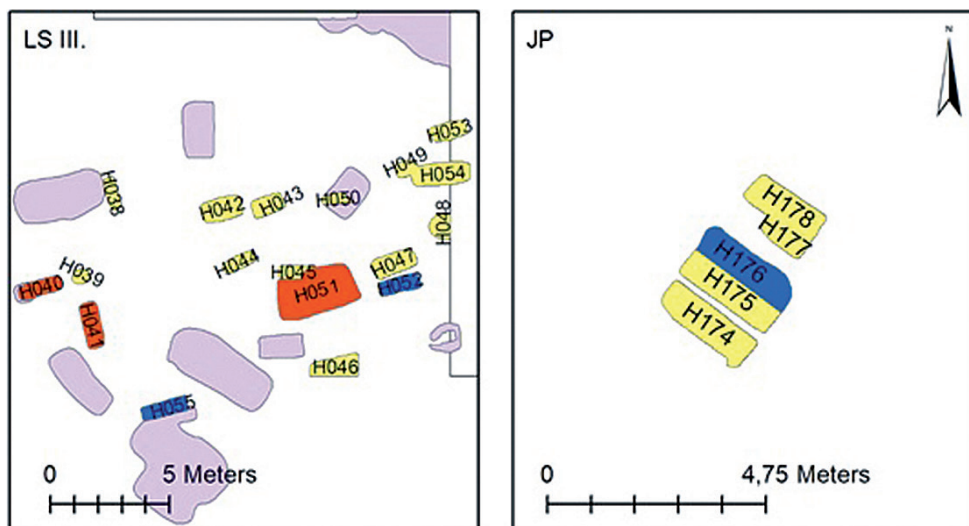 LS III.
H053
H049
H054
H038
H042
H043
H050
H048
H044
H039
H040
H045
H047
H051
H052
H041
H046
H055
0 5 Meters
JP
N
H178
H177
H176
H175
H174
0 4,75 Meters